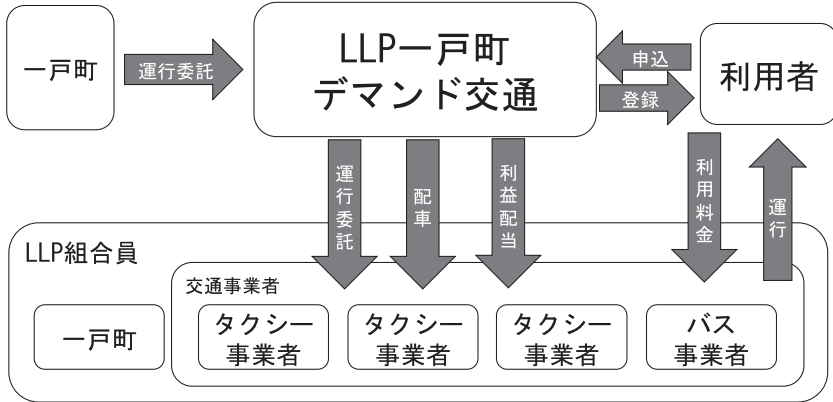 一戸町
運行委託
LLP一戸町
デマンド交通
申込
登録
利用者
運行委託
配車
利益配当
利用料金
運行
LLP組合員
交通事業者
一戸町
タクシー
事業者
タクシー
事業者
タクシー
事業者
バス
事業者